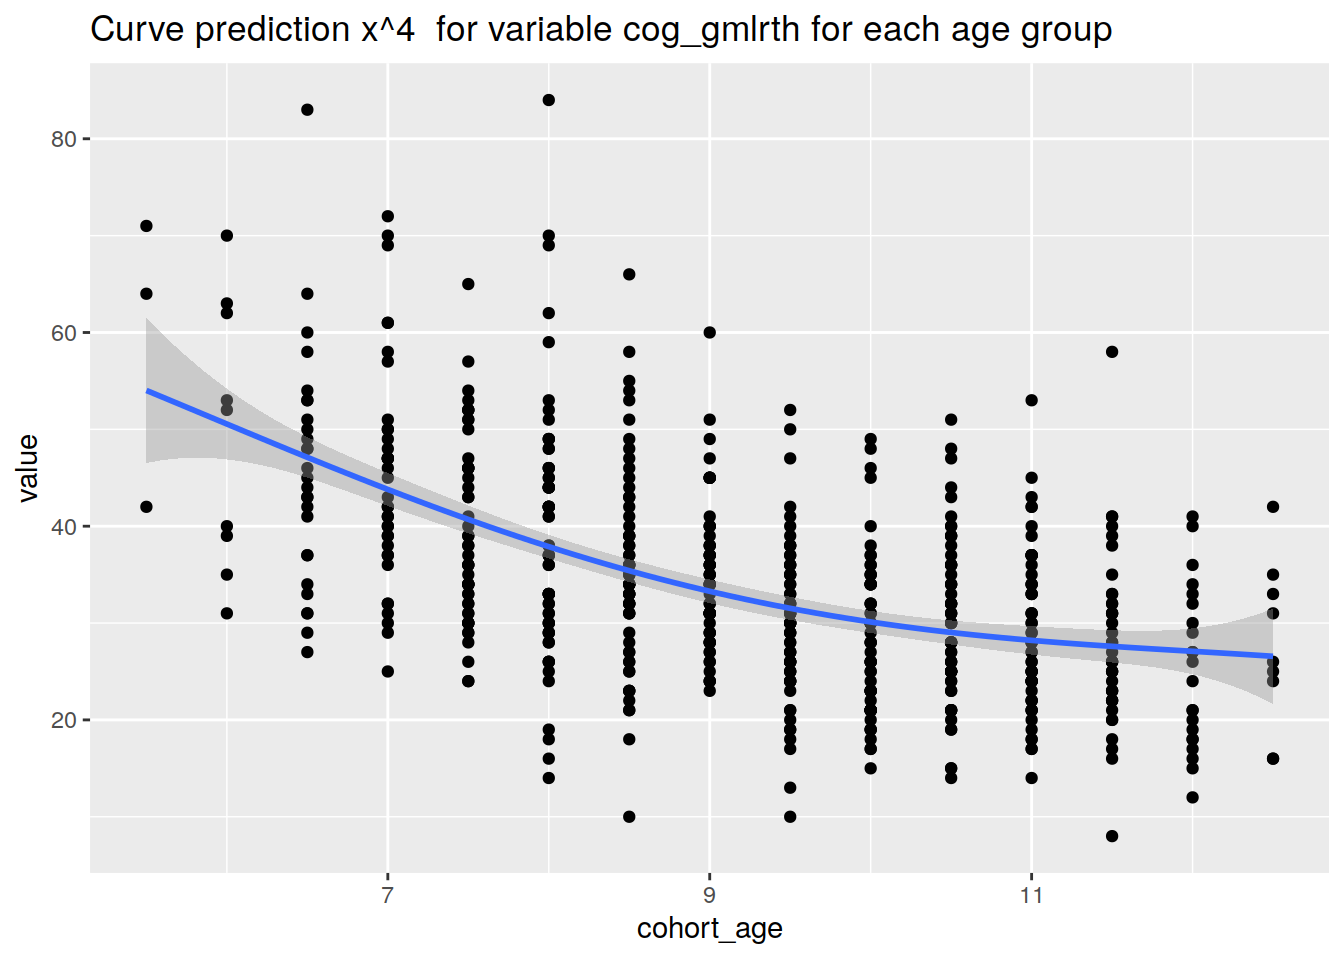 Curve prediction x^4  for variable cog_gmlrth for each age group
80
60
40
20
value
7
9
11
cohort_age